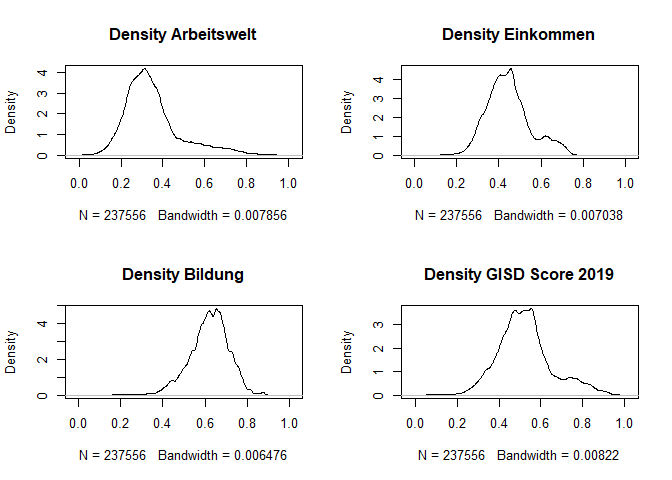 Density Arbeitswelt
Density
4
3
2
1
0
0.0 0.2 0.4 0.6 0.8 1.0
N = 237556 Bandwidth = 0.007856
Density Einkommen
Density
4
3
2
1
0
0.0 0.2 0.4 0.6 0.8 1.0
N = 237556 Bandwidth = 0.007038
Density Bildung
Density
4
2
0
0.0 0.2 0.4 0.6 0.8 1.0
N = 237556 Bandwidth = 0.006476
Density GISD Score 2019
Density
3
2
1
0
0.0 0.2 0.4 0.6 0.8 1.0
N = 237556 Bandwidth = 0.00822